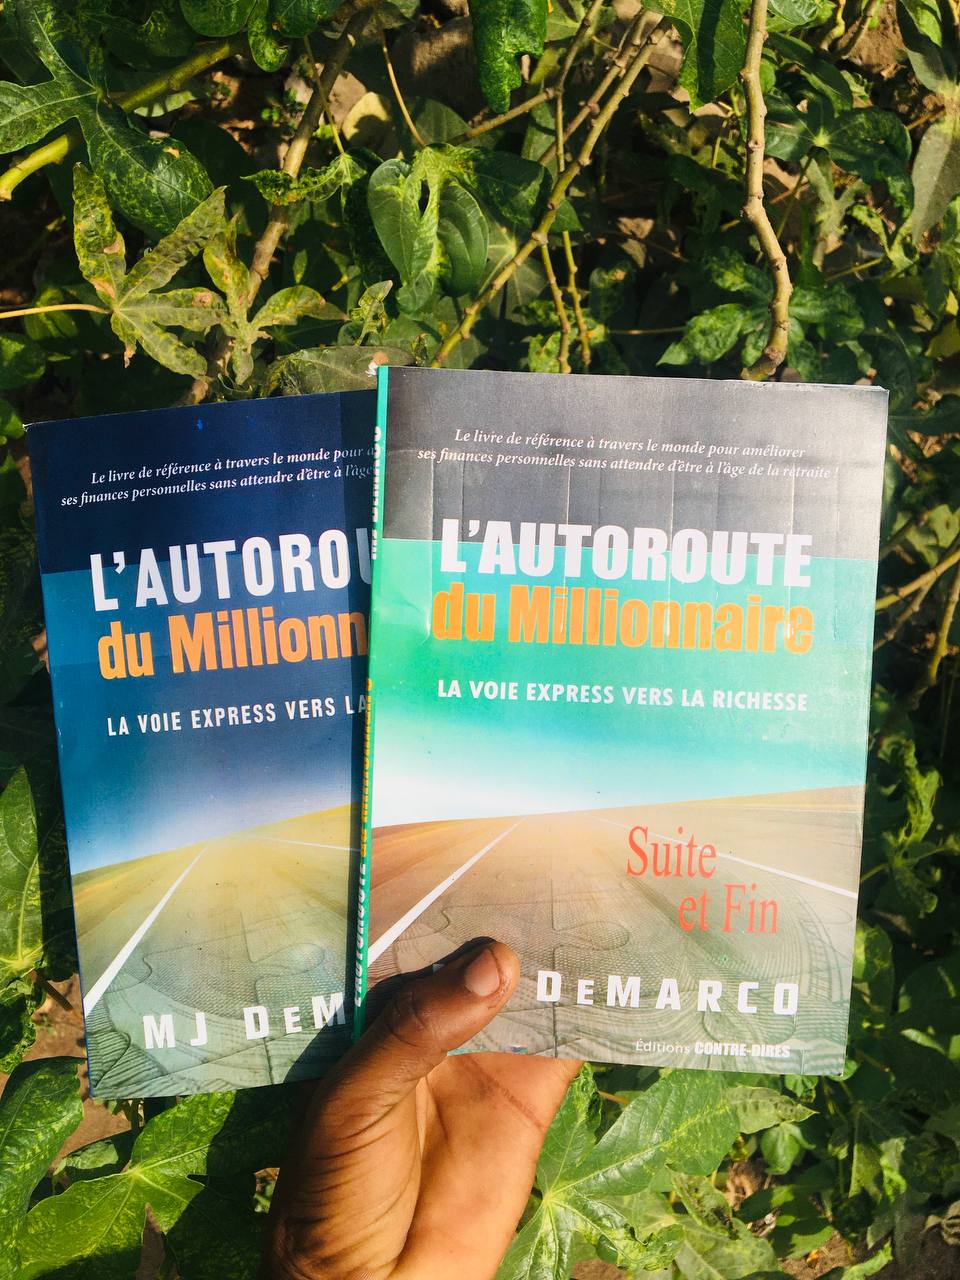 Le livre de référence à travers le monde pour
ses finances personnelles sans attendre d'être à l'âge
L'AUTOROU
du Millionn
LA VOIE EXPRESS VERS LA
MJ DEM
Le livre de référence à travers le monde pour améliorer
ses finances personnelles sans attendre d'être à l'âge de la retraite !
L'AUTOROUTE
du Millionnaire
LA VOIE EXPRESS VERS LA RICHESSE
Suite
et Fin
DEMARCO
Éditions CONTRE-DIRES